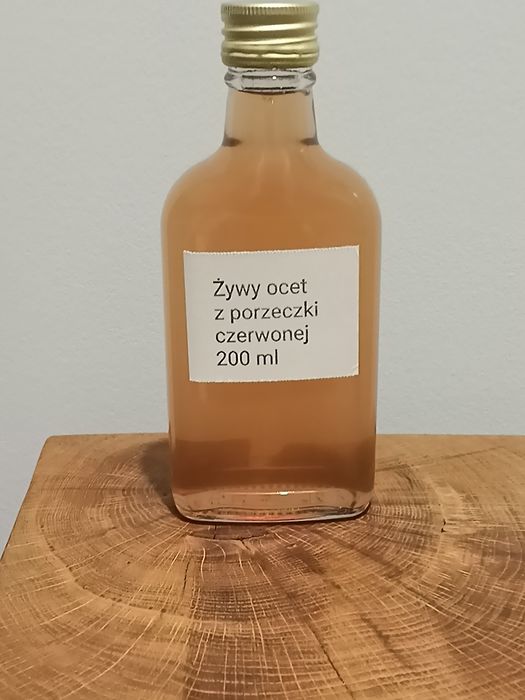 Żywy ocet
z porzeczki
czerwonej
200 ml